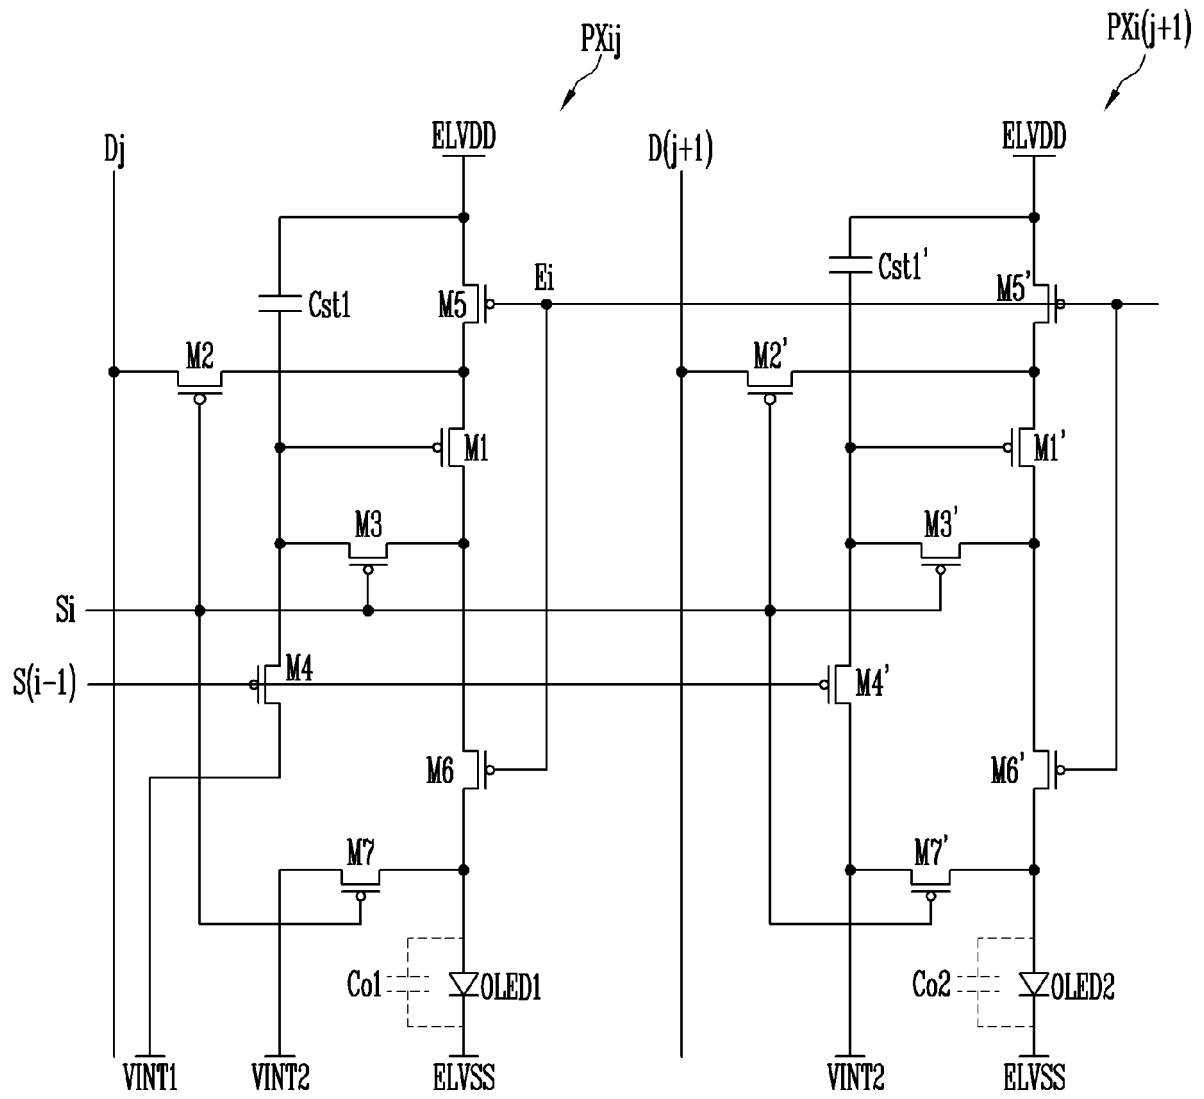 PXij
PXi(j+1)
Dj
ELVDD
D(j+1)
ELVDD
Cst1
M5
Ei
Cst1'
M5'
M2
M2'
M1
M1'
M3
M3'
Si
S(i-1)
M4
M4'
M6
M6'
M7
M7'
Co1
OLED1
Co2
OLED2
VINT1
VINT2
ELVSS
VINT2
ELVSS